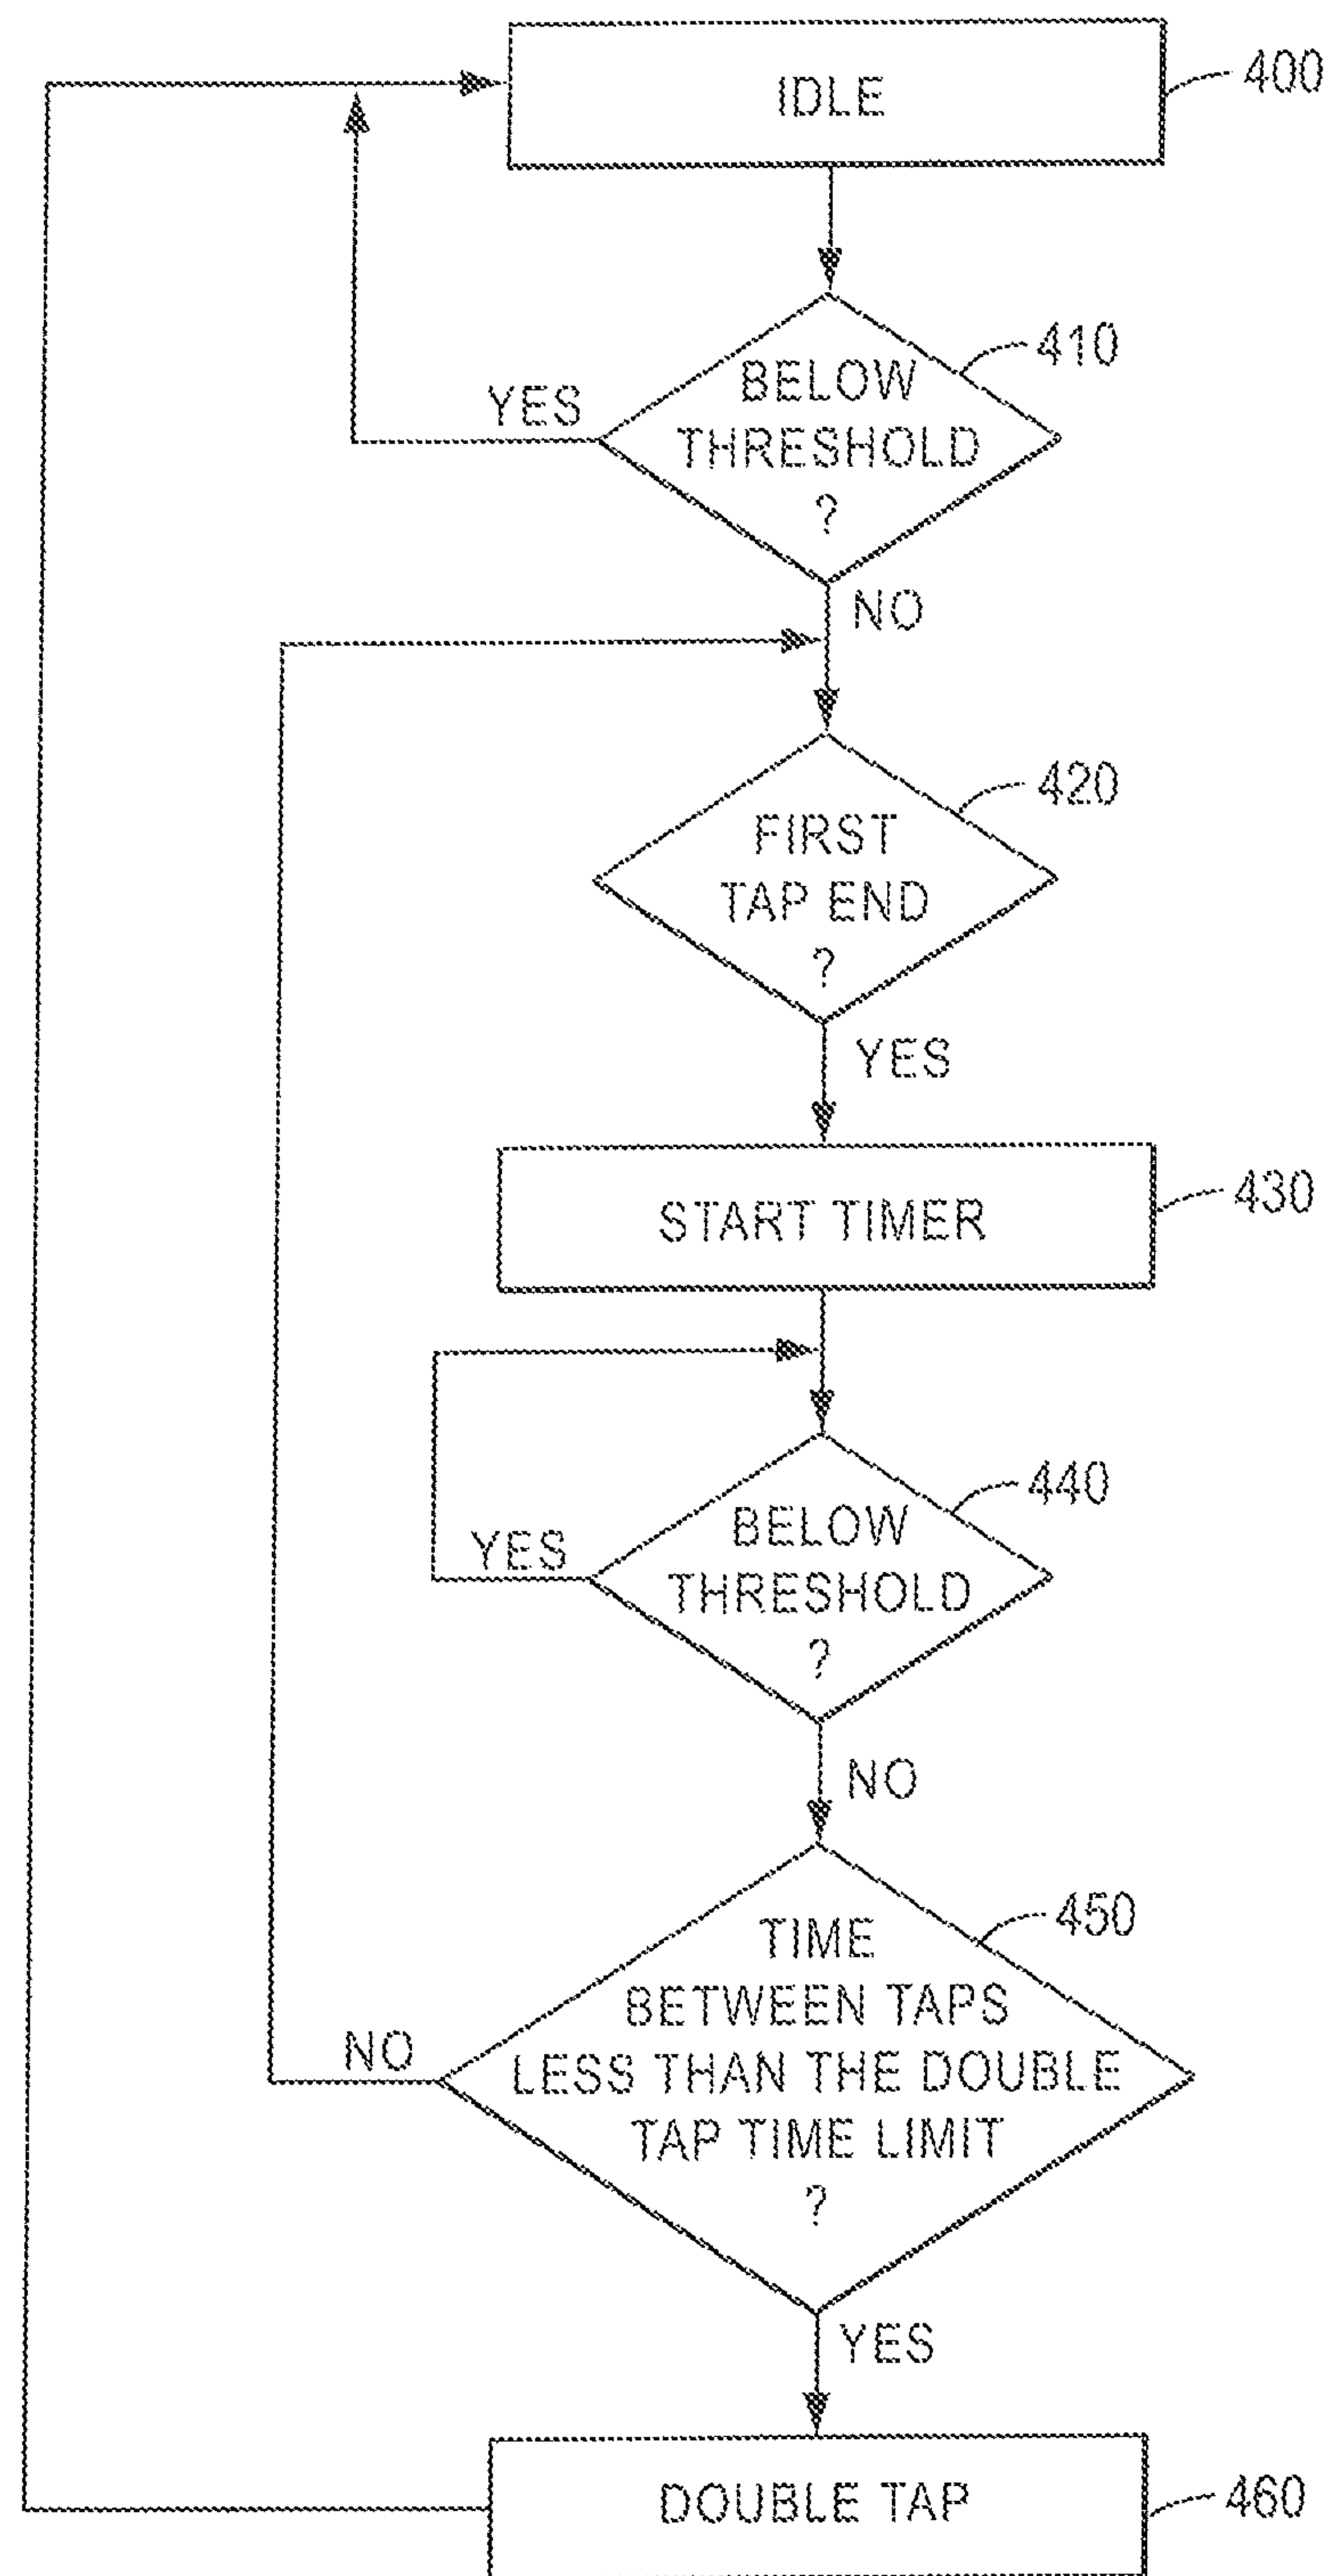 IDLE
400
410
BELOW
THRESHOLD
?
YES
NO
420
FIRST
TAP END
?
YES
START TIMER
430
440
BELOW
THRESHOLD
?
YES
NO
450
TIME
BETWEEN TAPS
LESS THAN THE DOUBLE
TAP TIME LIMIT
?
NO
YES
DOUBLE TAP
460